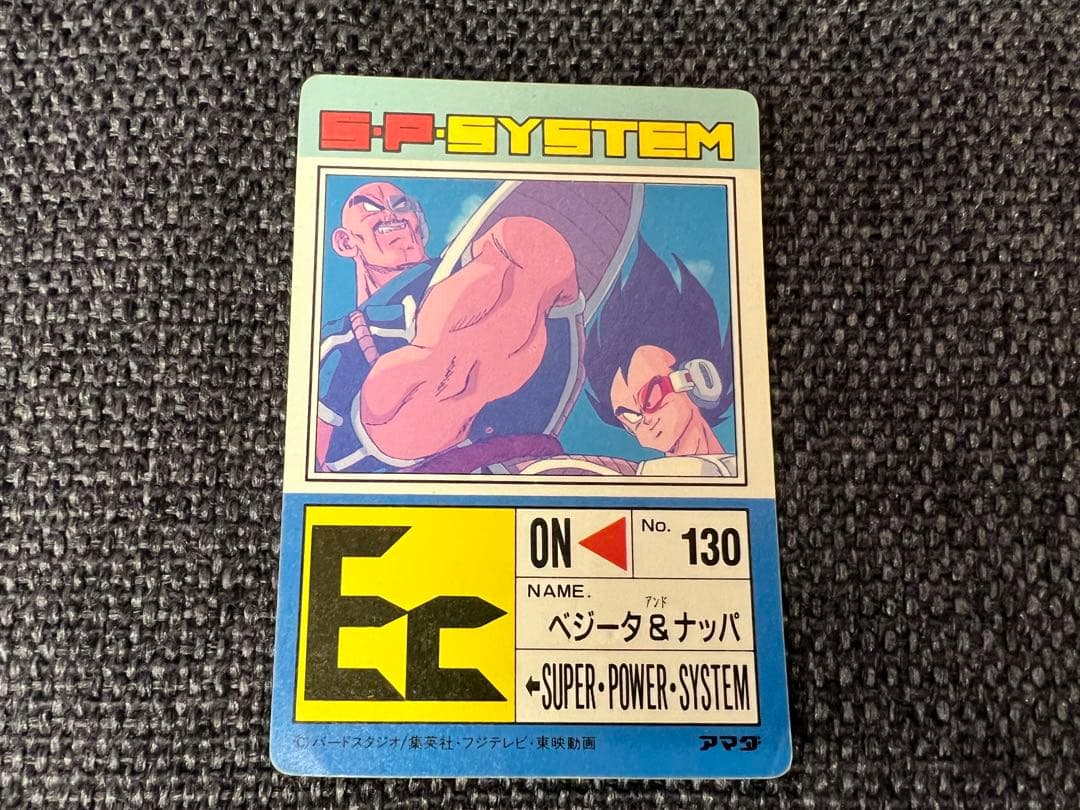 S·P·SYSTEM
ON
No. 130
NAME.
アンド
ベジータ&ナッパ
←SUPER·POWER·SYSTEM
©バードスタジオ/集英社・フジテレビ・東映動画
アマダ